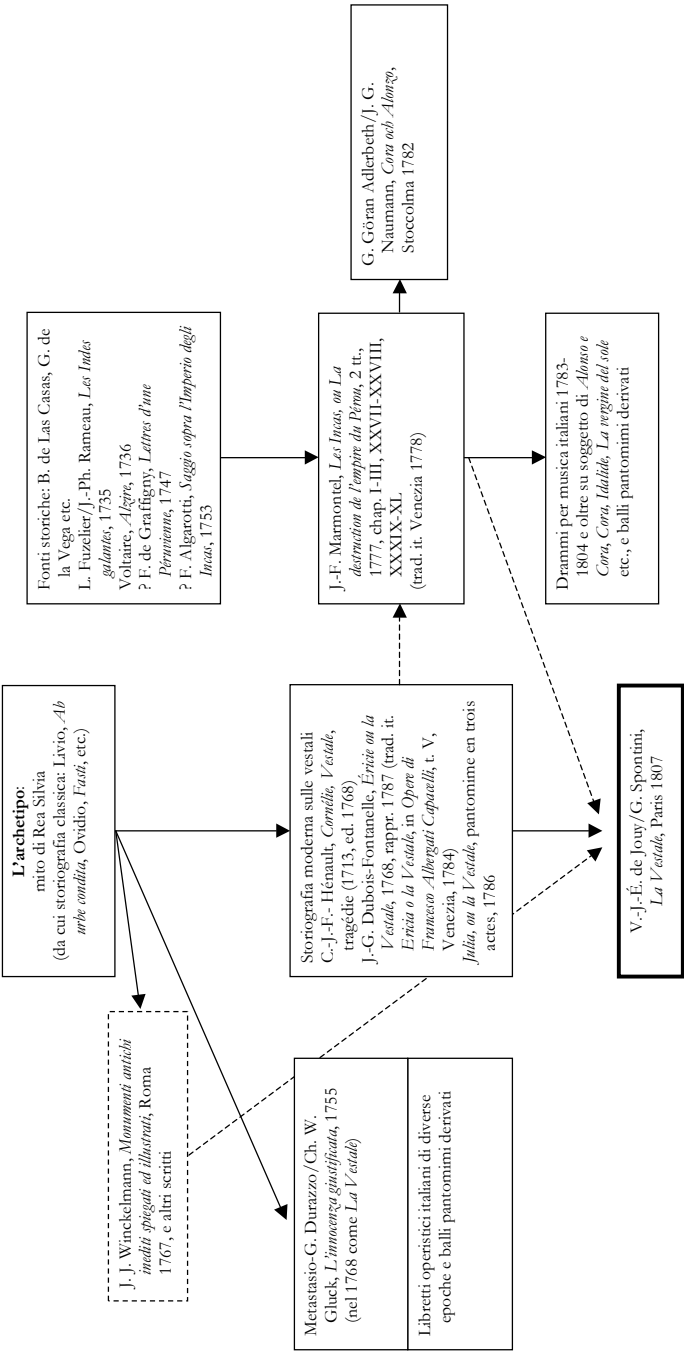 L'archetipo:
mito di Rea Silvia
(da cui storiografia classica: Livio, Ab
urbe condita, Ovidio, Fasti, etc.)
Fonti storiche: B. de Las Casas, G. de
la Vega etc.
L. Fuzelier/J.-Ph. Rameau, Les Indes
galantes, 1735
Voltaire, Alzire, 1736
? F. de Graffigny, Lettres d'une
Péruvienne, 1747
? F. Algarotti, Saggio sopra l'Imperio degli
Incas, 1753
J. J. Winckelmann, Monumenti antichi
inediti spiegati ed illustrati, Roma
1767, e altri scritti
Metastasio-G. Durazzo/Ch. W.
Gluck, L'innocenza giustificata, 1755
(nel 1768 come La Vestale)
Libretti operistici italiani di diverse
epoche e balli pantomimi derivati
Storiografia moderna sulle vestali
C.-J.-F.- Hénault, Cornélie, Vestale,
tragédie (1713, ed. 1768)
J.-G. Dubois-Fontanelle, Éricie ou la
Vestale, 1768, rappr. 1787 (trad. it.
Ericia o la Vestale, in Opere di
Francesco Albergati Capacelli, t. V,
Venezia, 1784)
Julia, ou la Vestale, pantomime en trois
actes, 1786
J.-F. Marmontel, Les Incas, ou La
destruction de l'empire du Pérou, 2 tt.,
1777, chap. I-III, XXVII-XXVIII,
XXXIX-XL
(trad. it. Venezia 1778)
G. Göran Adlerbeth/J. G.
Naumann, Cora och Alonzo,
Stoccolma 1782
V.-J.-É. de Jouy/G. Spontini,
La Vestale, Paris 1807
Drammi per musica italiani 1783-
1804 e oltre su soggetto di Alonso e
Cora, Cora, Idalide, La vergine del sole
etc., e balli pantomimi derivati